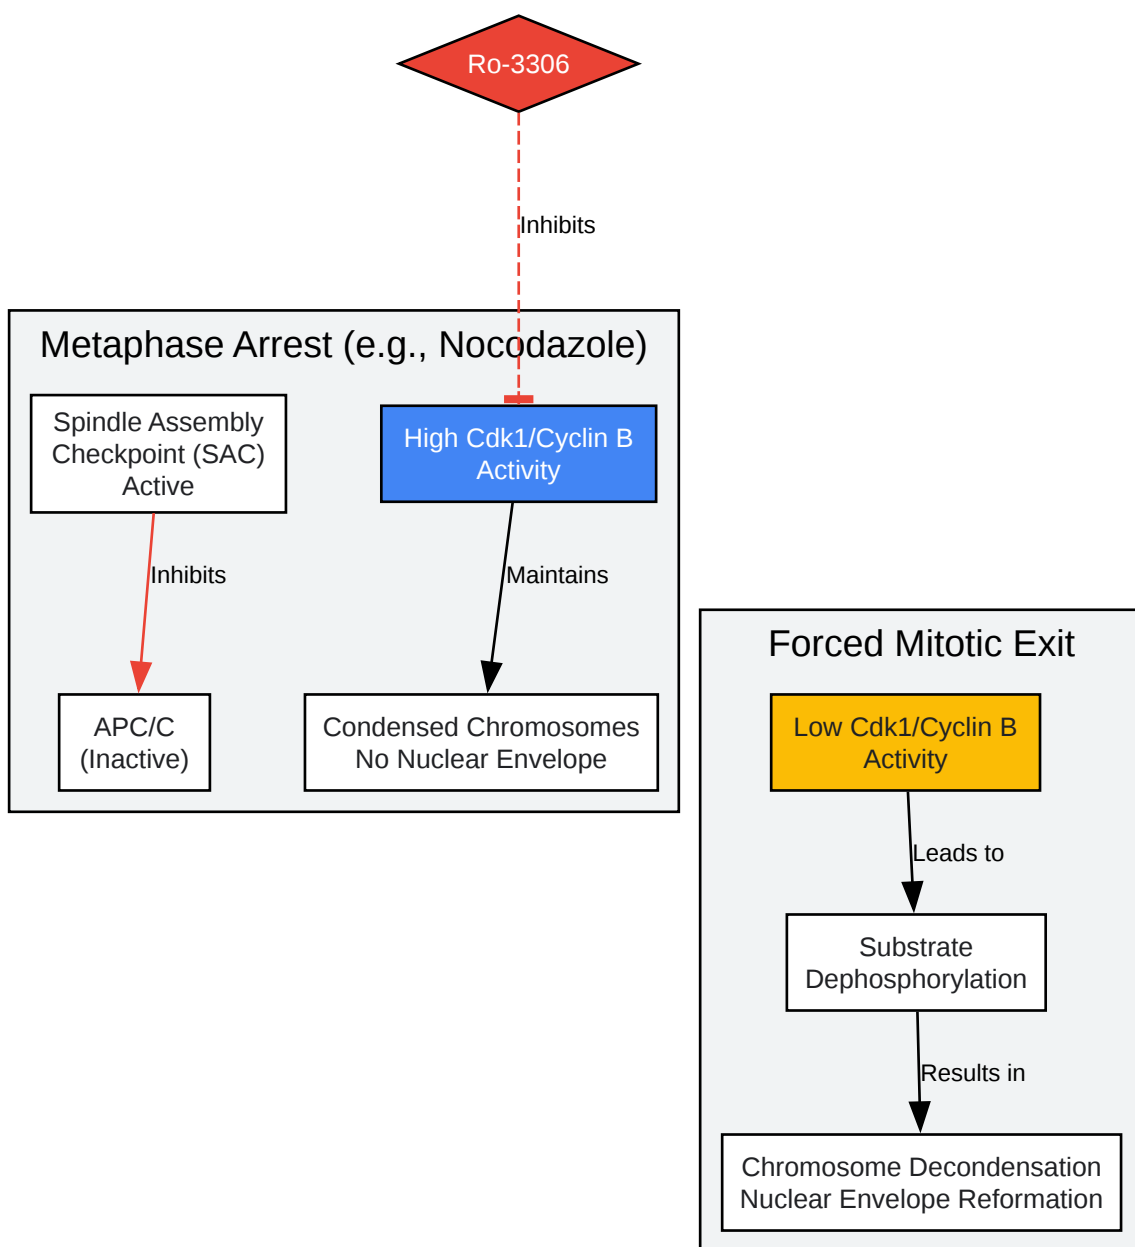 Ro-3306
Inhibits
Metaphase Arrest (e.g., Nocodazole)
Spindle Assembly
Checkpoint (SAC)
Active
High Cdk1/Cyclin B
Activity
Inhibits
Maintains
APC/C
(Inactive)
Condensed Chromosomes
No Nuclear Envelope
Forced Mitotic Exit
Low Cdk1/Cyclin B
Activity
Leads to
Substrate
Dephosphorylation
Results in
Chromosome Decondensation
Nuclear Envelope Reformation